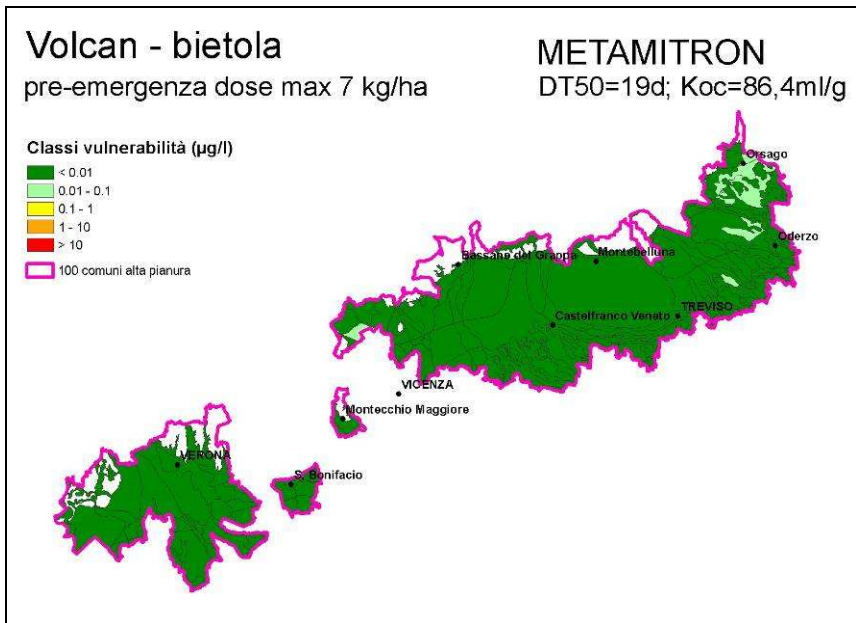 Volcan - bietola
pre-emergenza dose max 7 kg/ha
METAMITRON
DT50=19d; Koc=86,4ml/g
Classi vulnerabilità (µg/l)
< 0.01
0.01 - 0.1
0.1 - 1
1 - 10
> 10
100 comuni alta pianura
Orsago
Oderzo
Bassano del Grappa
Montebelluna
TREVISO
Castelfranco Veneto
VICENZA
Montecchio Maggiore
VERONA
S. Bonifacio